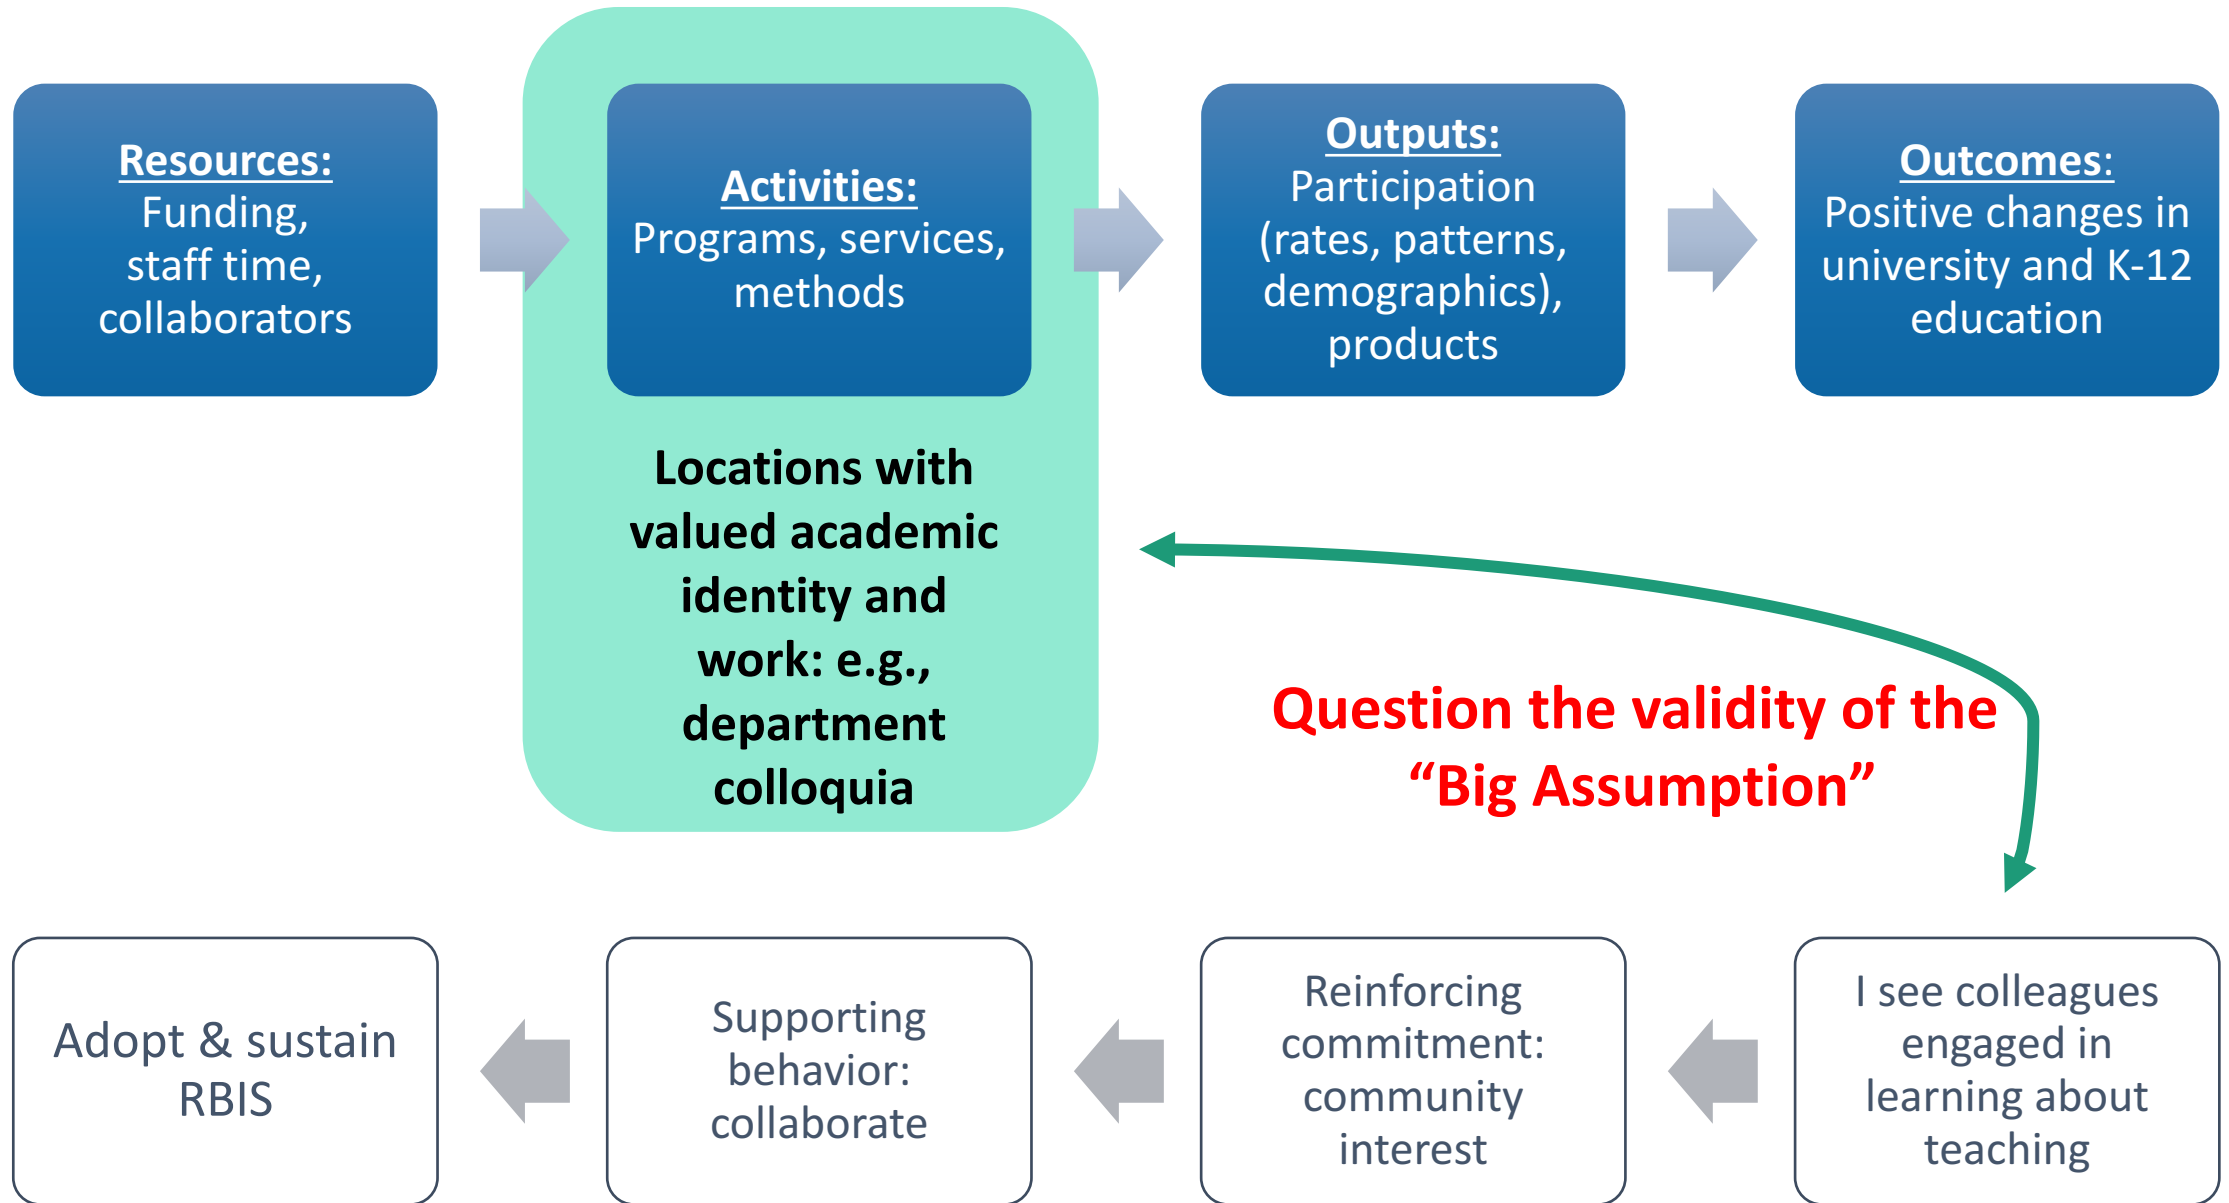 Resources:
Funding,
staff time,
collaborators
Activities:
Programs, services,
methods
Outputs:
Participation
(rates, patterns,
demographics),
products
Outcomes:
Positive changes in
university and K-12
education
Locations with
valued academic
identity and
work: e.g.,
department
colloquia
Question the validity of the
“Big Assumption”
Adopt & sustain
RBIS
Supporting
behavior:
collaborate
Reinforcing
commitment:
community
interest
I see colleagues
engaged in
learning about
teaching